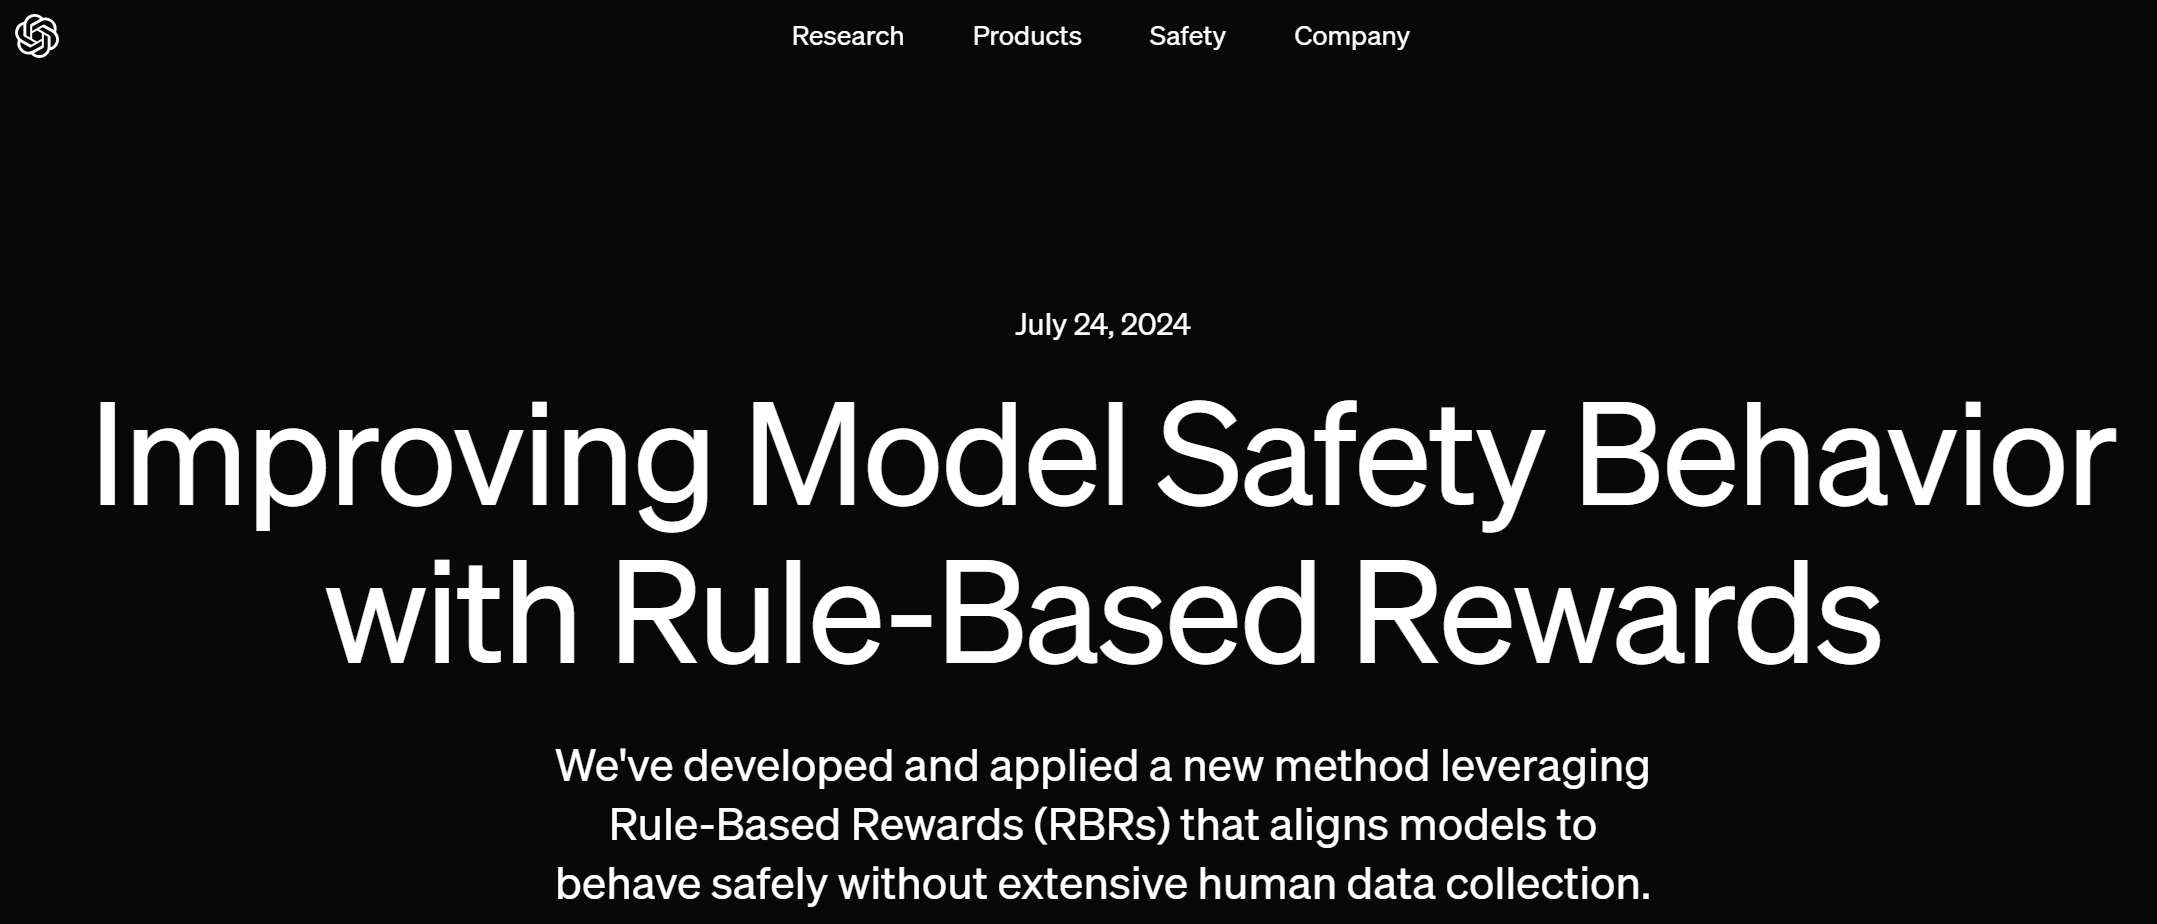 Research Products Safety Company
July 24, 2024
Improving Model Safety Behavior
with Rule-Based Rewards
We've developed and applied a new method leveraging
Rule-Based Rewards (RBRs) that aligns models to
behave safely without extensive human data collection.